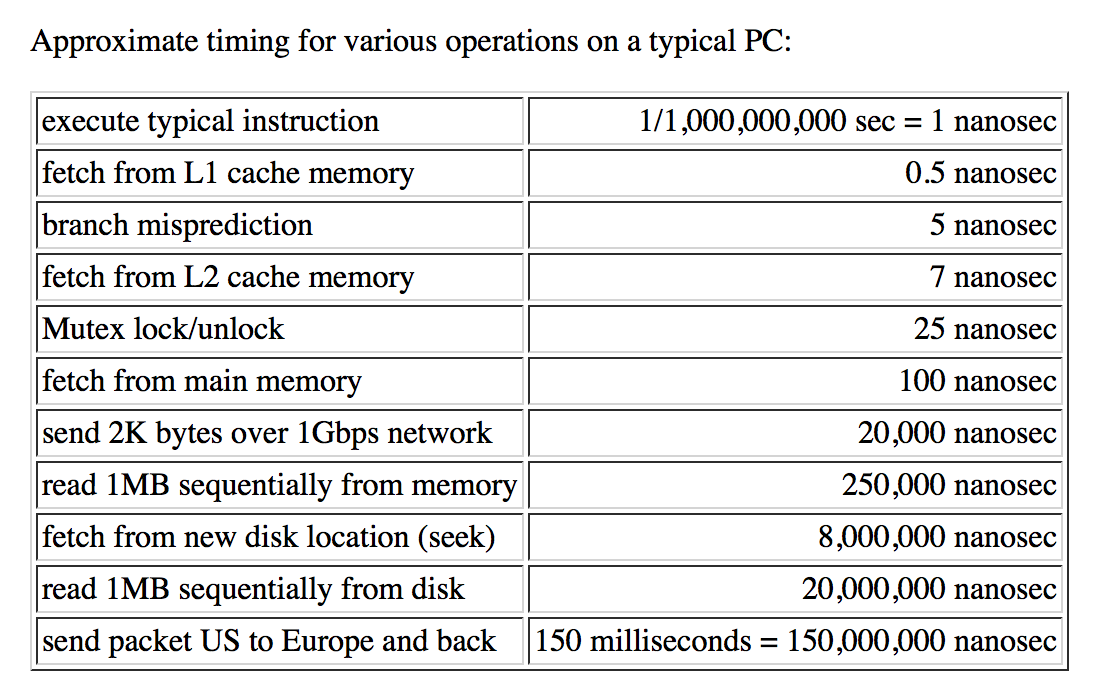 Approximate timing for various operations on a typical PC:
execute typical instruction 1/1,000,000,000 sec = 1 nanosec
fetch from L1 cache memory 0.5 nanosec
branch misprediction 5 nanosec
fetch from L2 cache memory 7 nanosec
Mutex lock/unlock 25 nanosec
fetch from main memory 100 nanosec
send 2K bytes over 1Gbps network 20,000 nanosec
read 1MB sequentially from memory 250,000 nanosec
fetch from new disk location (seek) 8,000,000 nanosec
read 1MB sequentially from disk 20,000,000 nanosec
send packet US to Europe and back 150 milliseconds = 150,000,000 nanosec